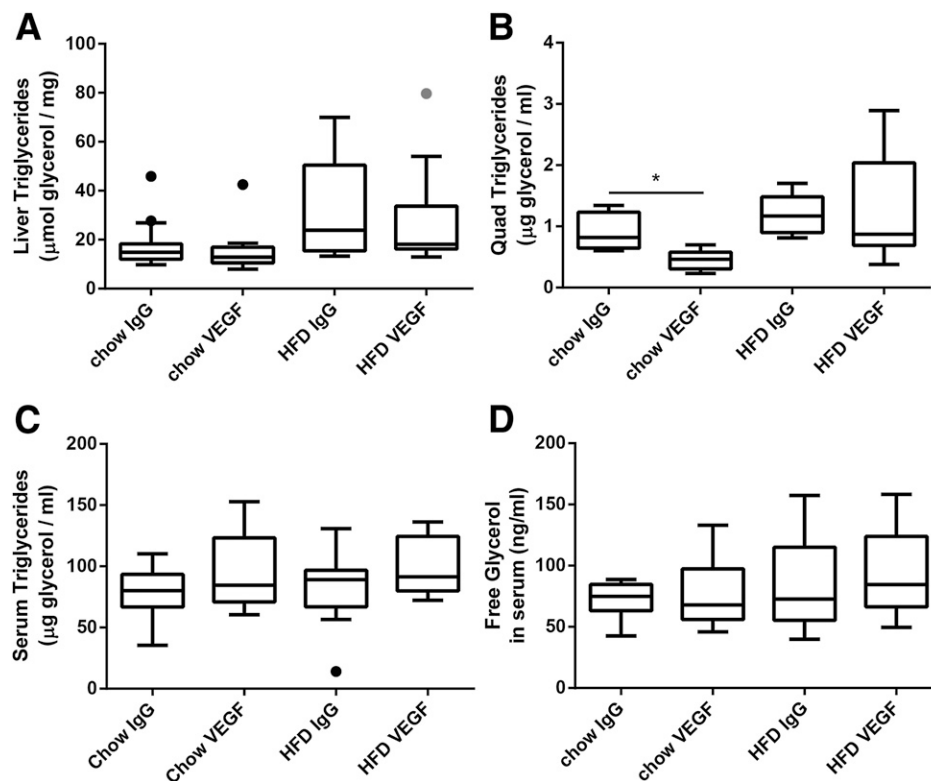 A
Liver Triglycerides
(μmol glycerol / mg)
100
80
60
40
20
0
chow IgG
chow VEGF
HFD IgG
HFD VEGF
B
Quad Triglycerides
(μg glycerol / ml)
4
3
2
1
0
*
chow IgG
chow VEGF
HFD IgG
HFD VEGF
C
Serum Triglycerides
(μg glycerol / ml)
200
150
100
50
0
Chow IgG
Chow VEGF
HFD IgG
HFD VEGF
D
Free Glycerol
in serum (ng/ml)
200
150
100
50
0
chow IgG
chow VEGF
HFD IgG
HFD VEGF